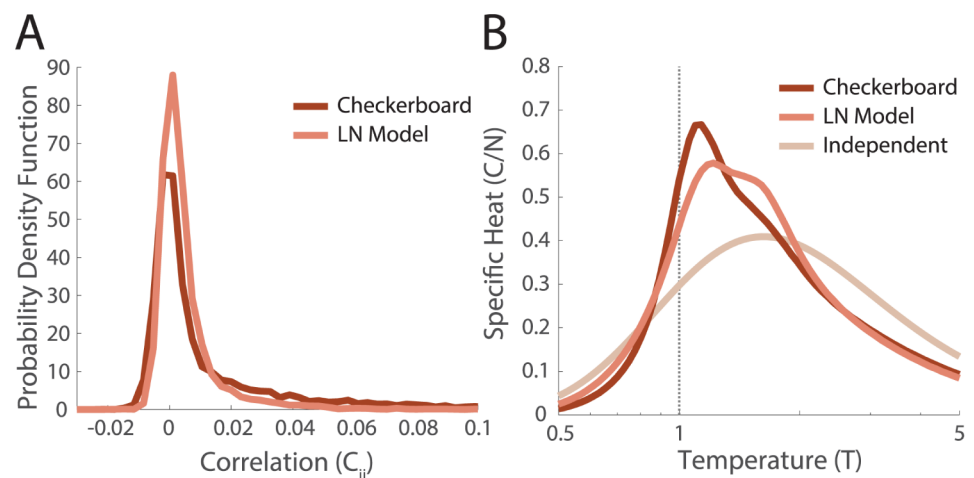 A
Probability Density Function
90
80
70
60
50
40
30
20
10
0
-0.02
0
0.02
0.04
0.06
0.08
0.1
Correlation (Cij)
Checkerboard
LN Model
B
Specific Heat (C/N)
0.8
0.7
0.6
0.5
0.4
0.3
0.2
0.1
0
0.5
1
5
Temperature (T)
Checkerboard
LN Model
Independent